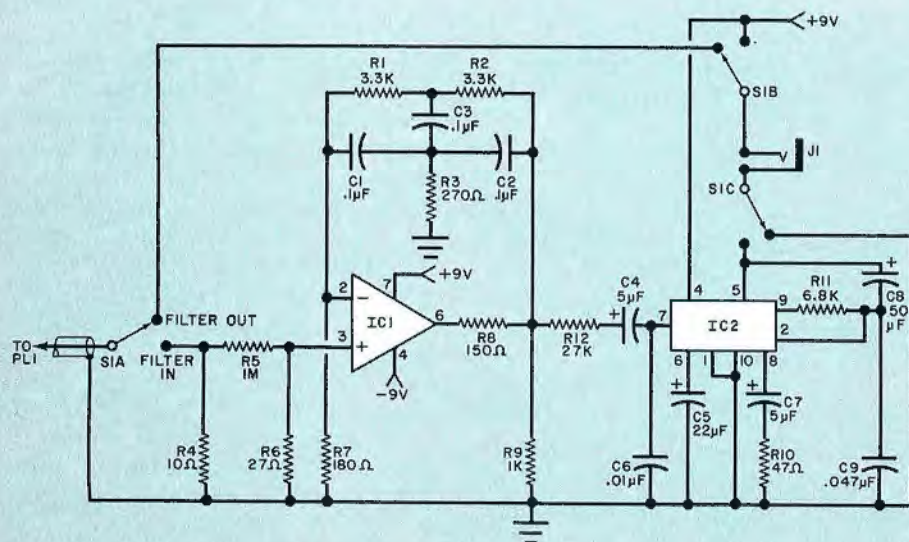 +9V
R1
3.3K
R2
3.3K
C3
.1µF
S1B
J1
C1
.1µF
C2
.1µF
R3
270Ω
S1C
+9V
7
2
-
IC1
6
3
+
4
-9V
TO
PL1
S1A
FILTER OUT
FILTER
IN
R5
1M
R8
150Ω
R12
27K
C4
5µF
+
7
4
5
IC2
9
2
6
1
10
8
R11
6.8K
+
C8
50
µF
+
C5
22µF
+
C7
5µF
R4
10Ω
R6
27Ω
R7
180Ω
R9
1K
C6
.01µF
R10
47Ω
C9
.047µF